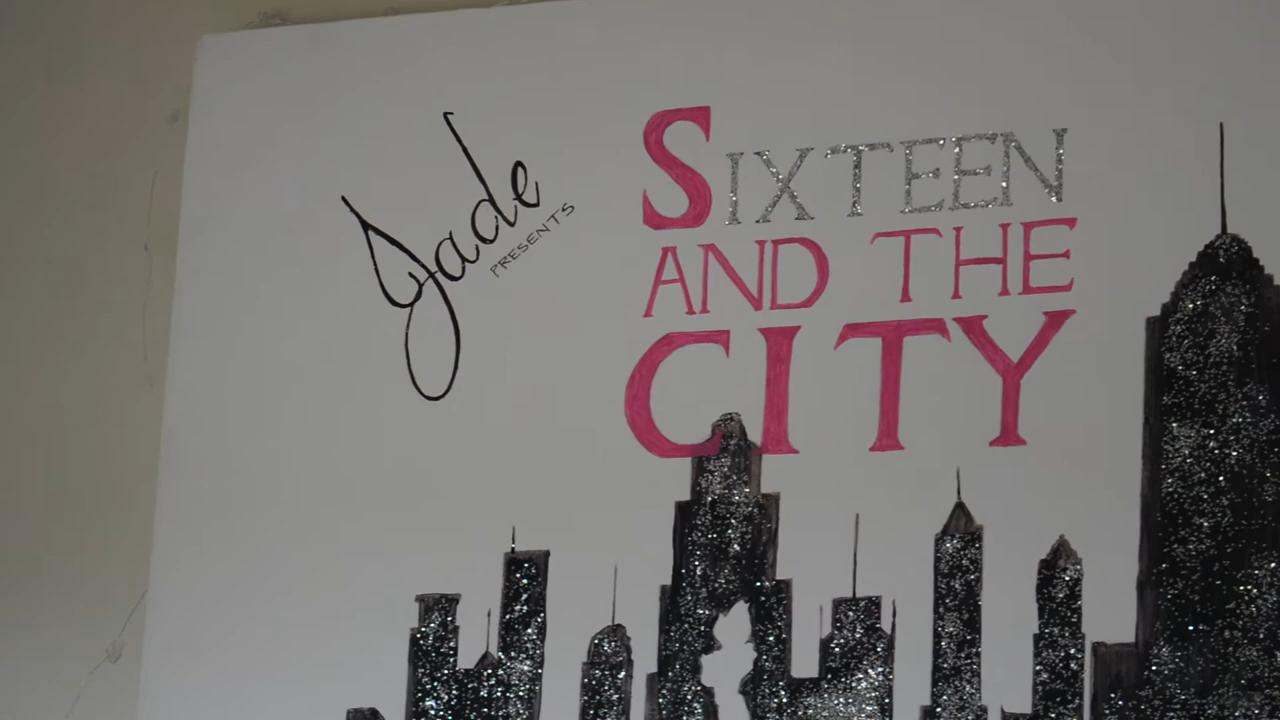 Jade
PRESENTS
SIXTEEN
AND THE
CITY